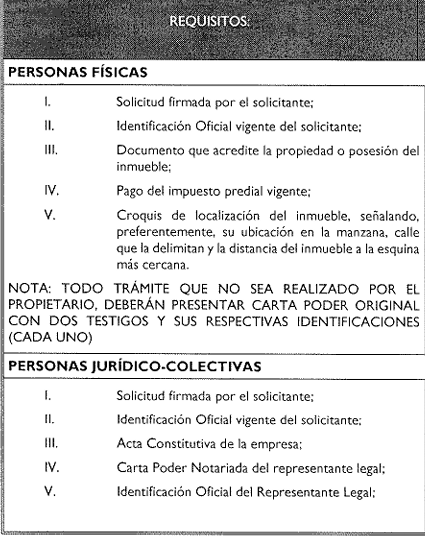 REQUISITOS:
PERSONAS FÍSICAS
I. Solicitud firmada por el solicitante;
II. Identificación Oficial vigente del solicitante;
III. Documento que acredite la propiedad o posesión del
inmueble;
IV. Pago del impuesto predial vigente;
V. Croquis de localización del inmueble, señalando,
preferentemente, su ubicación en la manzana, calle
que la delimitan y la distancia del inmueble a la esquina
más cercana.
NOTA: TODO TRÁMITE QUE NO SEA REALIZADO POR EL
PROPIETARIO, DEBERÁN PRESENTAR CARTA PODER ORIGINAL
CON DOS TESTIGOS Y SUS RESPECTIVAS IDENTIFICACIONES
(CADA UNO)
PERSONAS JURÍDICO-COLECTIVAS
I. Solicitud firmada por el solicitante;
II. Identificación Oficial vigente del solicitante;
III. Acta Constitutiva de la empresa;
IV. Carta Poder Notariada del representante legal;
V. Identificación Oficial del Representante Legal;